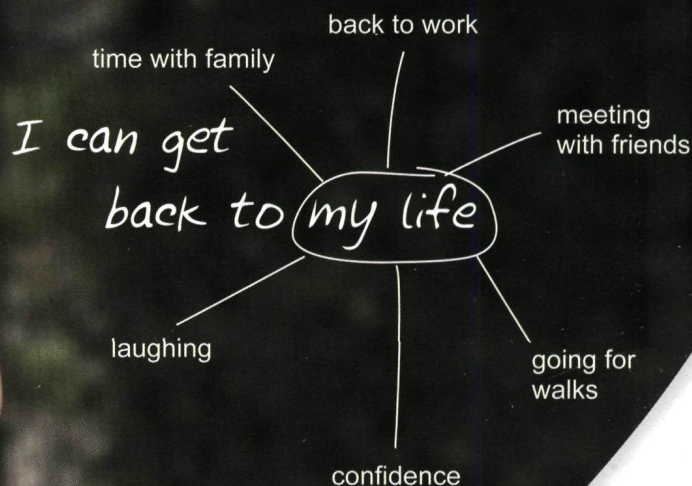 back to work
time with family
meeting
with friends
I can get
back to my life
laughing
going for
walks
confidence